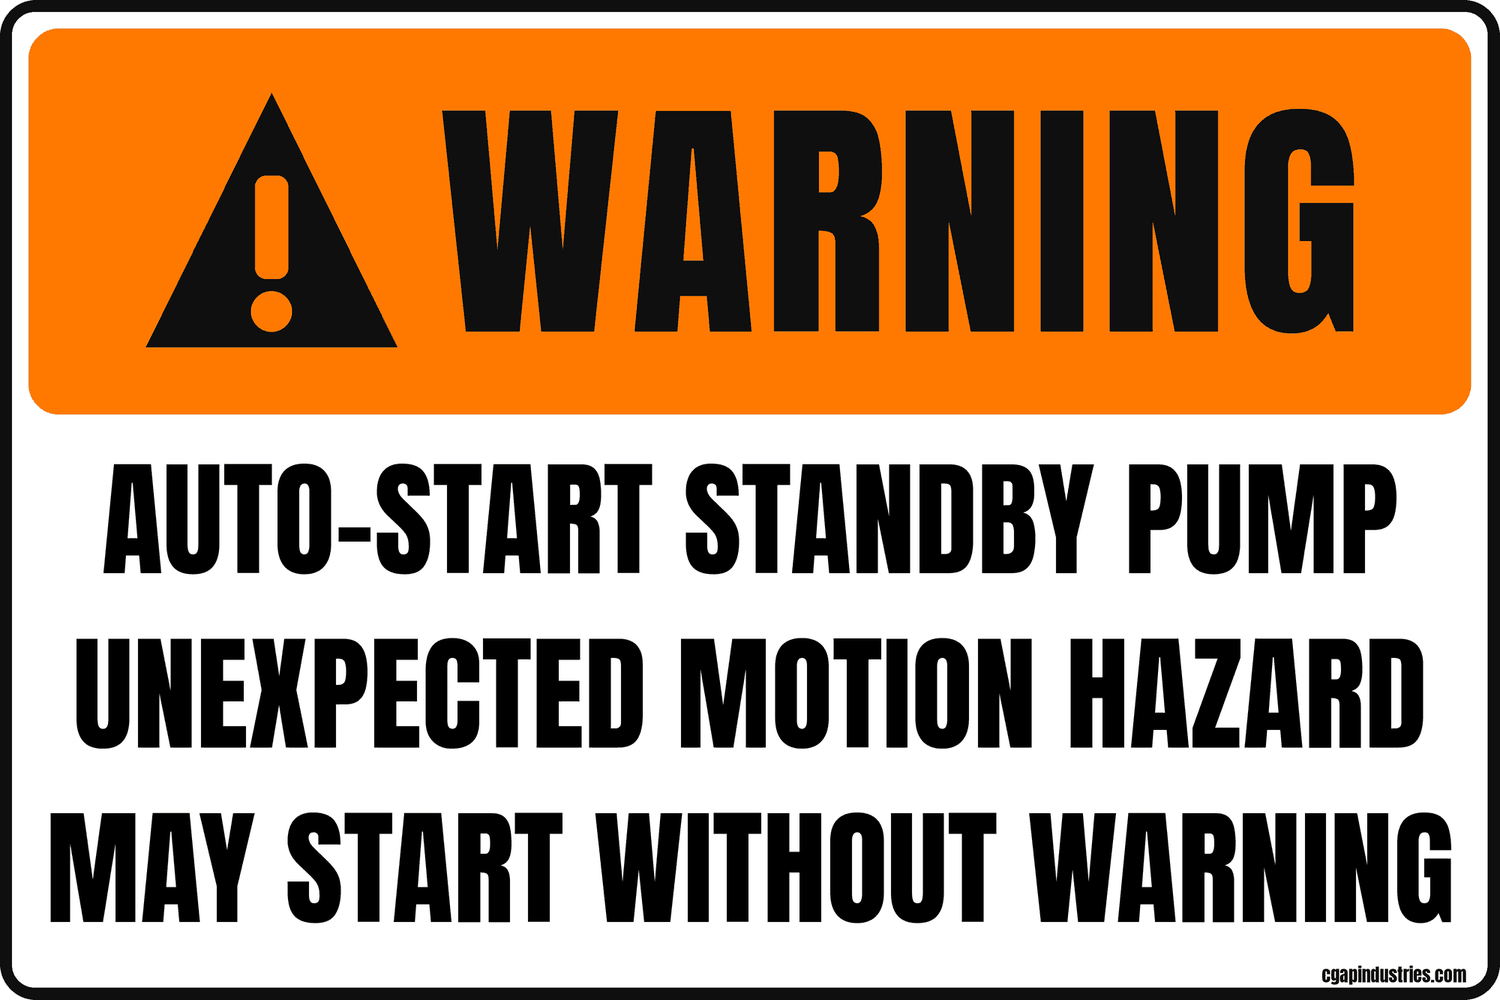 WARNING
AUTO-START STANDBY PUMP
UNEXPECTED MOTION HAZARD
MAY START WITHOUT WARNING
cgapindustries.com